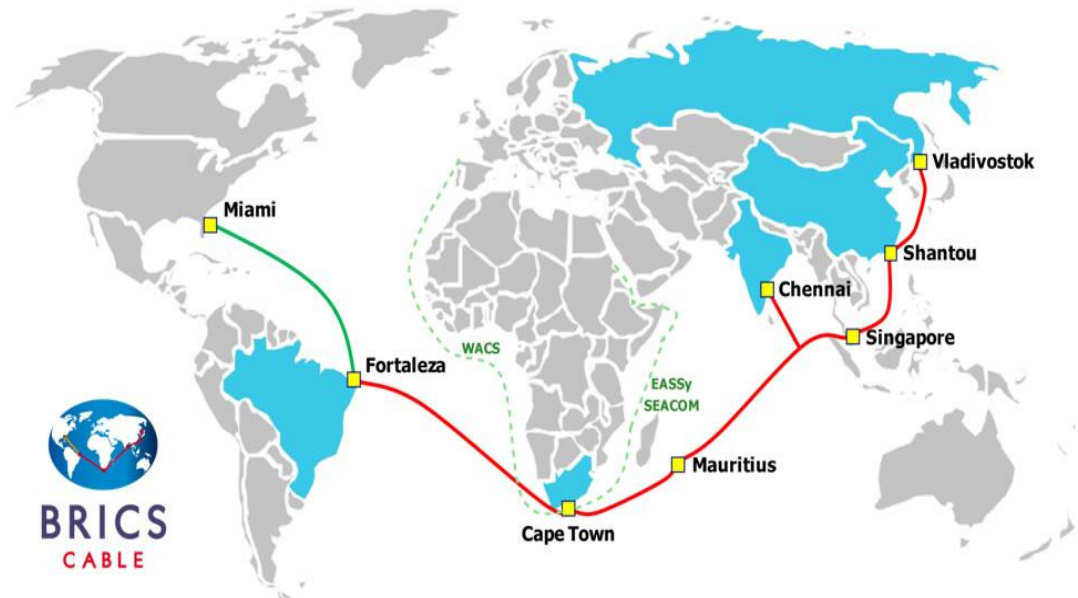 Vladivostok
Miami
Shantou
Chennai
Singapore
WACS
Fortaleza
EASSy
SEACOM
Mauritius
BRICS
CABLE
Cape Town